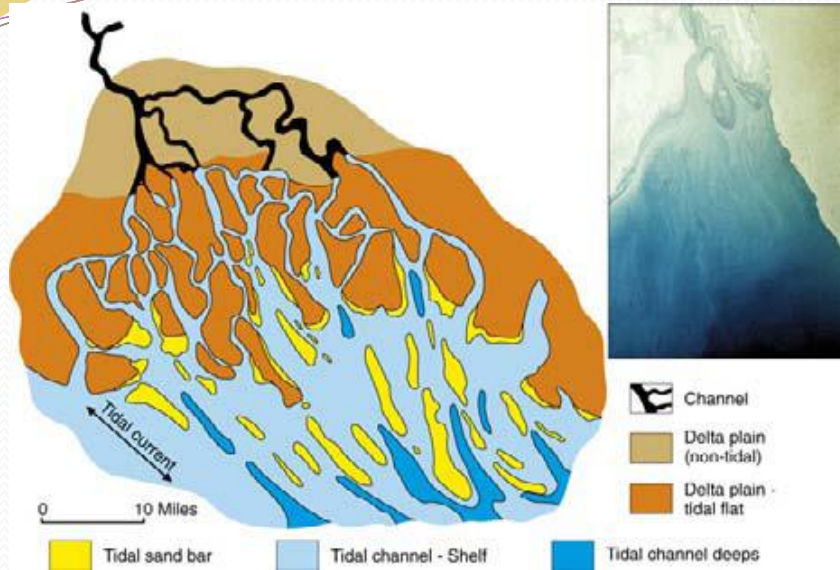 Tidal current
0 10 Miles
Channel
Delta plain
(non-tidal)
Delta plain -
tidal flat
Tidal sand bar
Tidal channel - Shelf
Tidal channel deeps